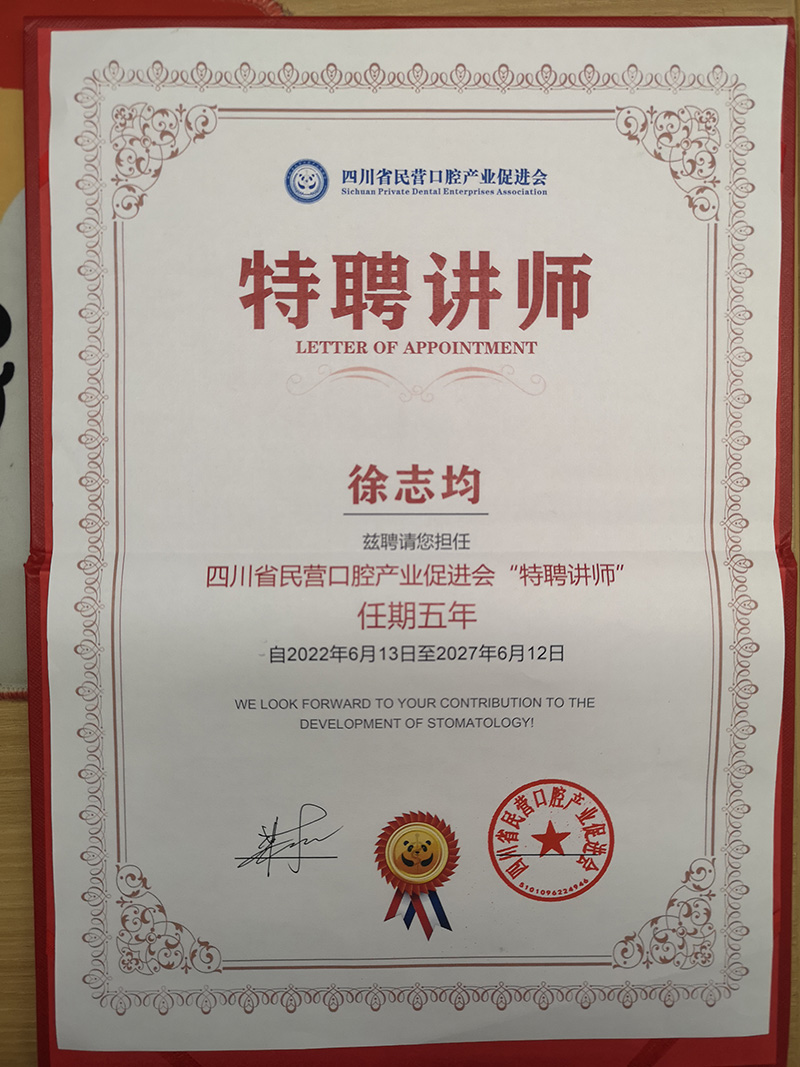 四川省民营口腔产业促进会
Sichuan Private Dental Enterprises Association
特聘讲师
LETTER OF APPOINTMENT
徐志均
兹聘请您担任
四川省民营口腔产业促进会“特聘讲师”
任期五年
自2022年6月13日至2027年6月12日
WE LOOK FORWARD TO YOUR CONTRIBUTION TO THE
DEVELOPMENT OF STOMATOLOGY!
四川省民营口腔产业促进会
5101096224946